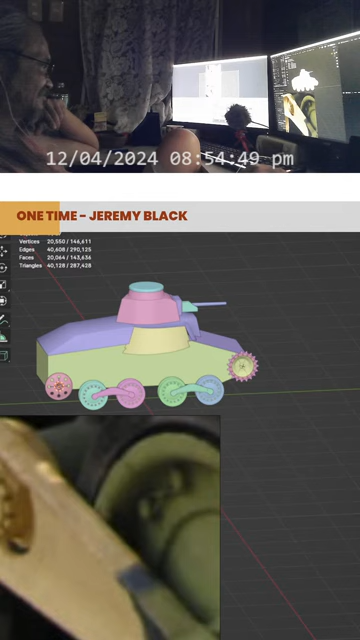 12/04/2024 08:54:49 pm
ONE TIME - JEREMY BLACK
Vertices 20,550 / 146,611
Edges 40,608 / 290,125
Faces 20,064 / 143,636
Triangles 40,128 / 287,428